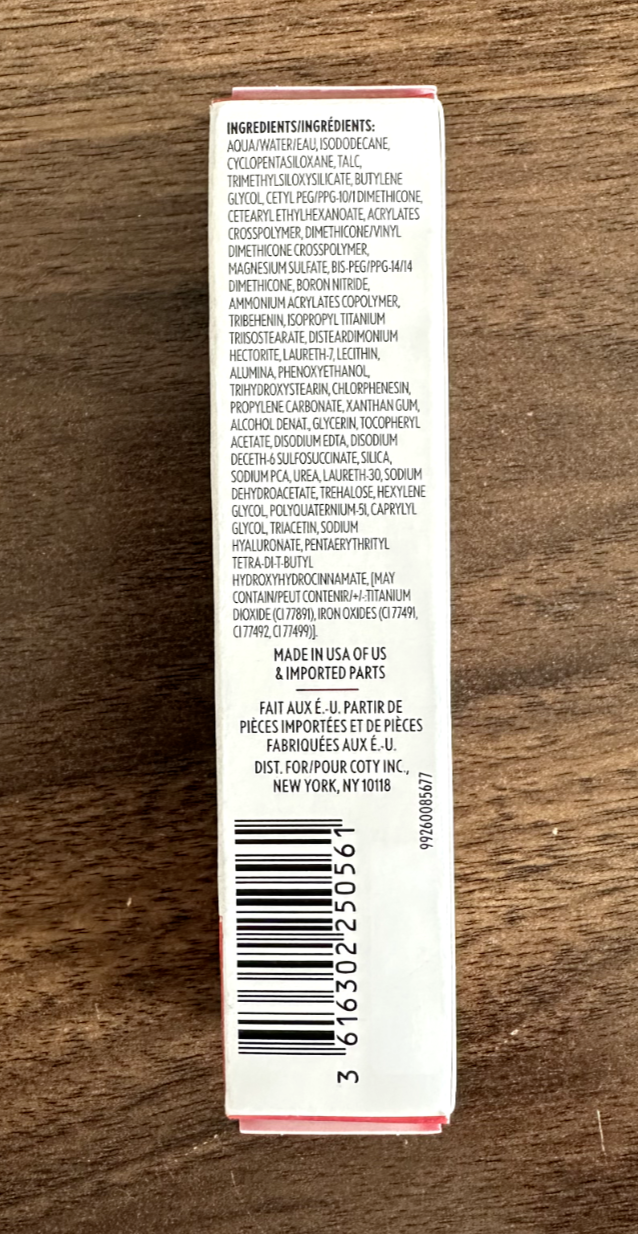 INGREDIENTS/INGRÉDIENTS:
AQUA/WATER/EAU, ISODODECANE,
CYCLOPENTASILOXANE, TALC,
TRIMETHYLSILOXYSILICATE, BUTYLENE
GLYCOL, CETYL PEG/PPG-10/1 DIMETHICONE,
CETEARYL ETHYLHEXANOATE, ACRYLATES
CROSSPOLYMER, DIMETHICONE/VINYL
DIMETHICONE CROSSPOLYMER,
MAGNESIUM SULFATE, BIS-PEG/PPG-14/14
DIMETHICONE, BORON NITRIDE,
AMMONIUM ACRYLATES COPOLYMER,
TRIBEHENIN, ISOPROPYL TITANIUM
TRIISOSTEARATE, DISTEARDIMONIUM
HECTORITE, LAURETH-7, LECITHIN,
ALUMINA, PHENOXYETHANOL,
TRIHYDROXYSTEARIN, CHLORPHENESIN,
PROPYLENE CARBONATE, XANTHAN GUM,
ALCOHOL DENAT., GLYCERIN, TOCOPHERYL
ACETATE, DISODIUM EDTA, DISODIUM
DECETH-6 SULFOSUCCINATE, SILICA,
SODIUM PCA, UREA, LAURETH-30, SODIUM
DEHYDROACETATE, TREHALOSE, HEXYLENE
GLYCOL, POLYQUATERNIUM-51, CAPRYLYL
GLYCOL, TRIACETIN, SODIUM
HYALURONATE, PENTAERYTHRITYL
TETRA-DI-T-BUTYL
HYDROXYHYDROCINNAMATE, [MAY
CONTAIN/PEUT CONTENIR/+/-:TITANIUM
DIOXIDE (CI 77891), IRON OXIDES (CI 77491,
CI 77492, CI 77499)].
MADE IN USA OF US
& IMPORTED PARTS
FAIT AUX É.-U. PARTIR DE
PIÈCES IMPORTÉES ET DE PIÈCES
FABRIQUÉES AUX É.-U.
DIST. FOR/POUR COTY INC.,
NEW YORK, NY 10118
99260085677
3 616302 250561